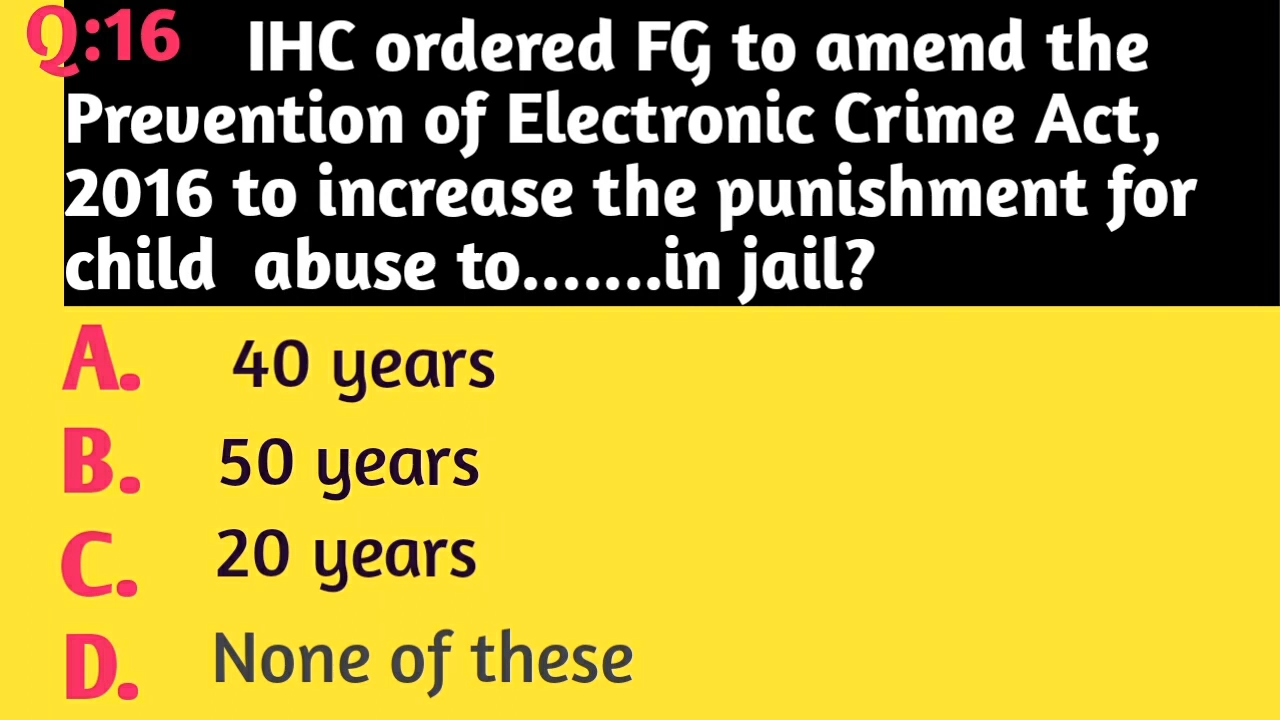 Q:16 IHC ordered FG to amend the
Prevention of Electronic Crime Act,
2016 to increase the punishment for
child abuse to.......in jail?
A. 40 years
B. 50 years
C. 20 years
D. None of these